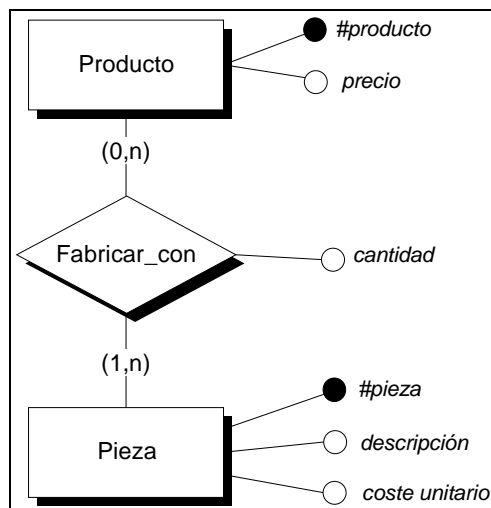 #producto
Producto
precio
(0,n)
Fabricar_con
cantidad
(1,n)
#pieza
Pieza
descripción
coste unitario